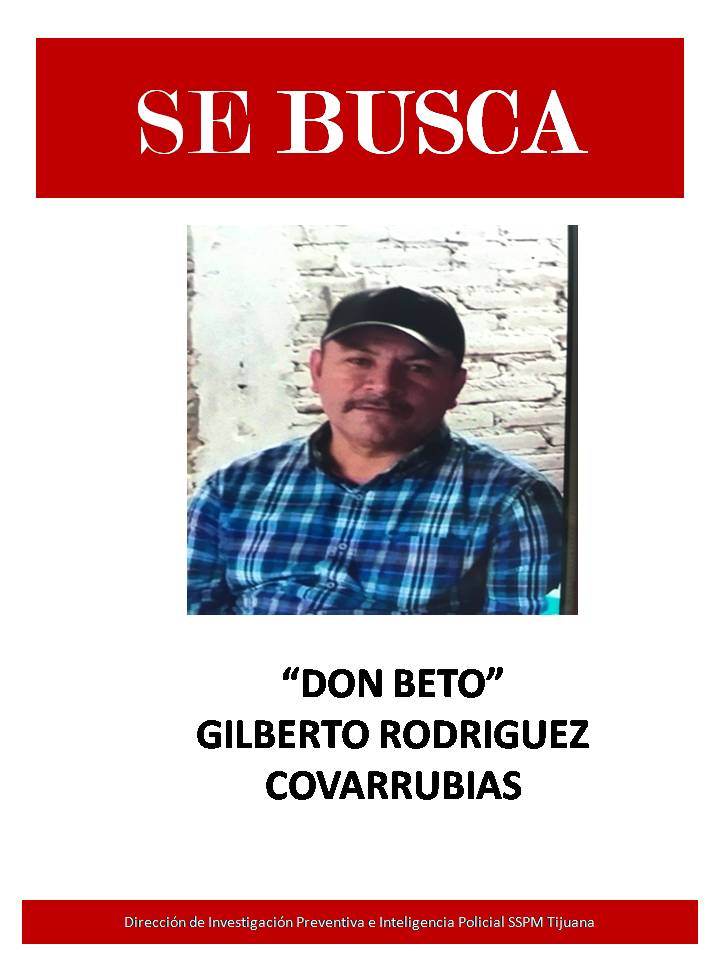 SE BUSCA
“DON BETO”
GILBERTO RODRIGUEZ
COVARRUBIAS
Dirección de Investigación Preventiva e Inteligencia Policial SSPM Tijuana